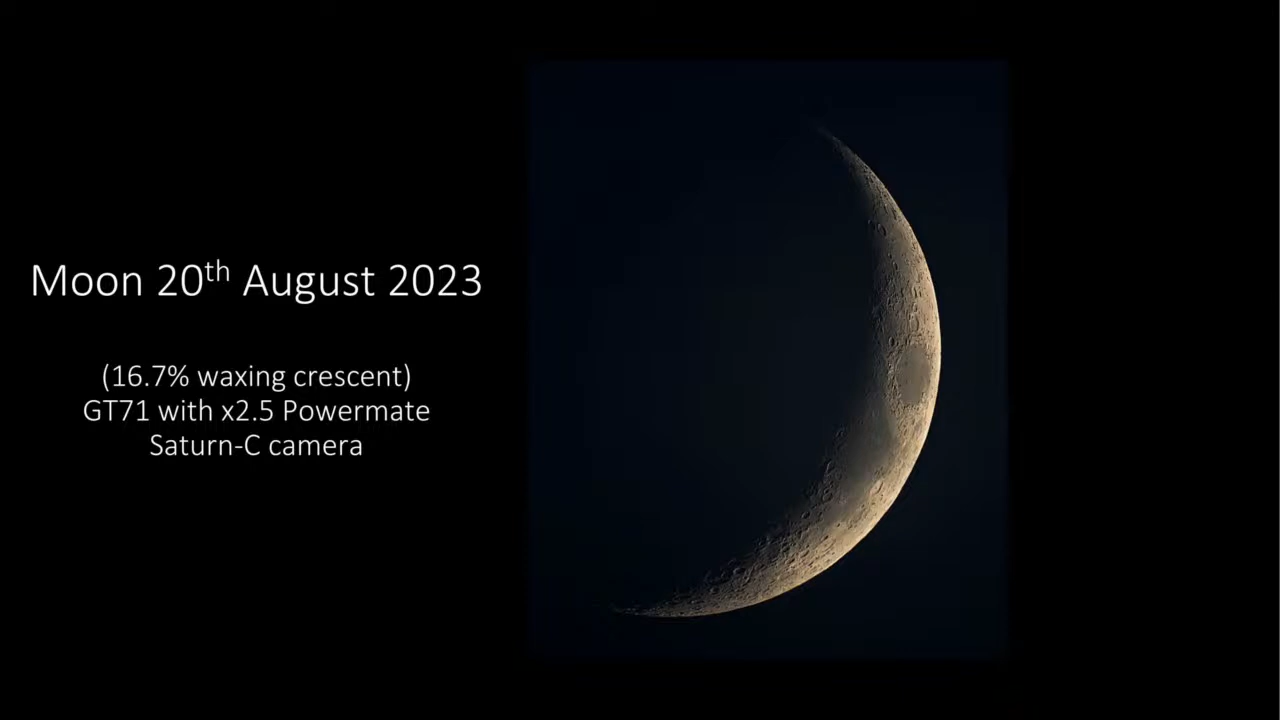 Moon 20th August 2023
(16.7% waxing crescent)
GT71 with x2.5 Powermate
Saturn-C camera